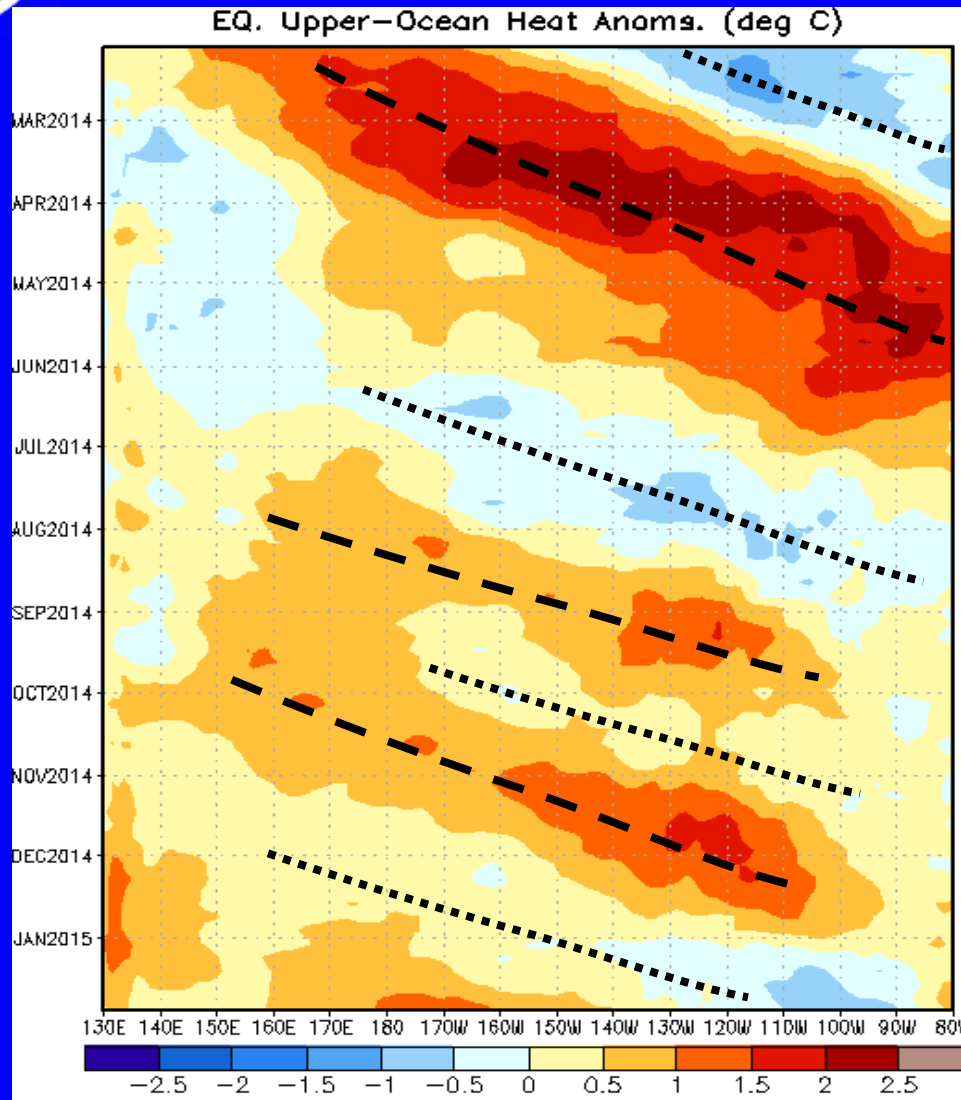 EQ. Upper-Ocean Heat Anoms. (deg C)
MAR2014
APR2014
MAY2014
JUN2014
JUL2014
AUG2014
SEP2014
OCT2014
NOV2014
DEC2014
JAN2015
130E 140E 150E 160E 170E 180 170W 160W 150W 140W 130W 120W 110W 100W 90W 80W
-2.5 -2 -1.5 -1 -0.5 0 0.5 1 1.5 2 2.5